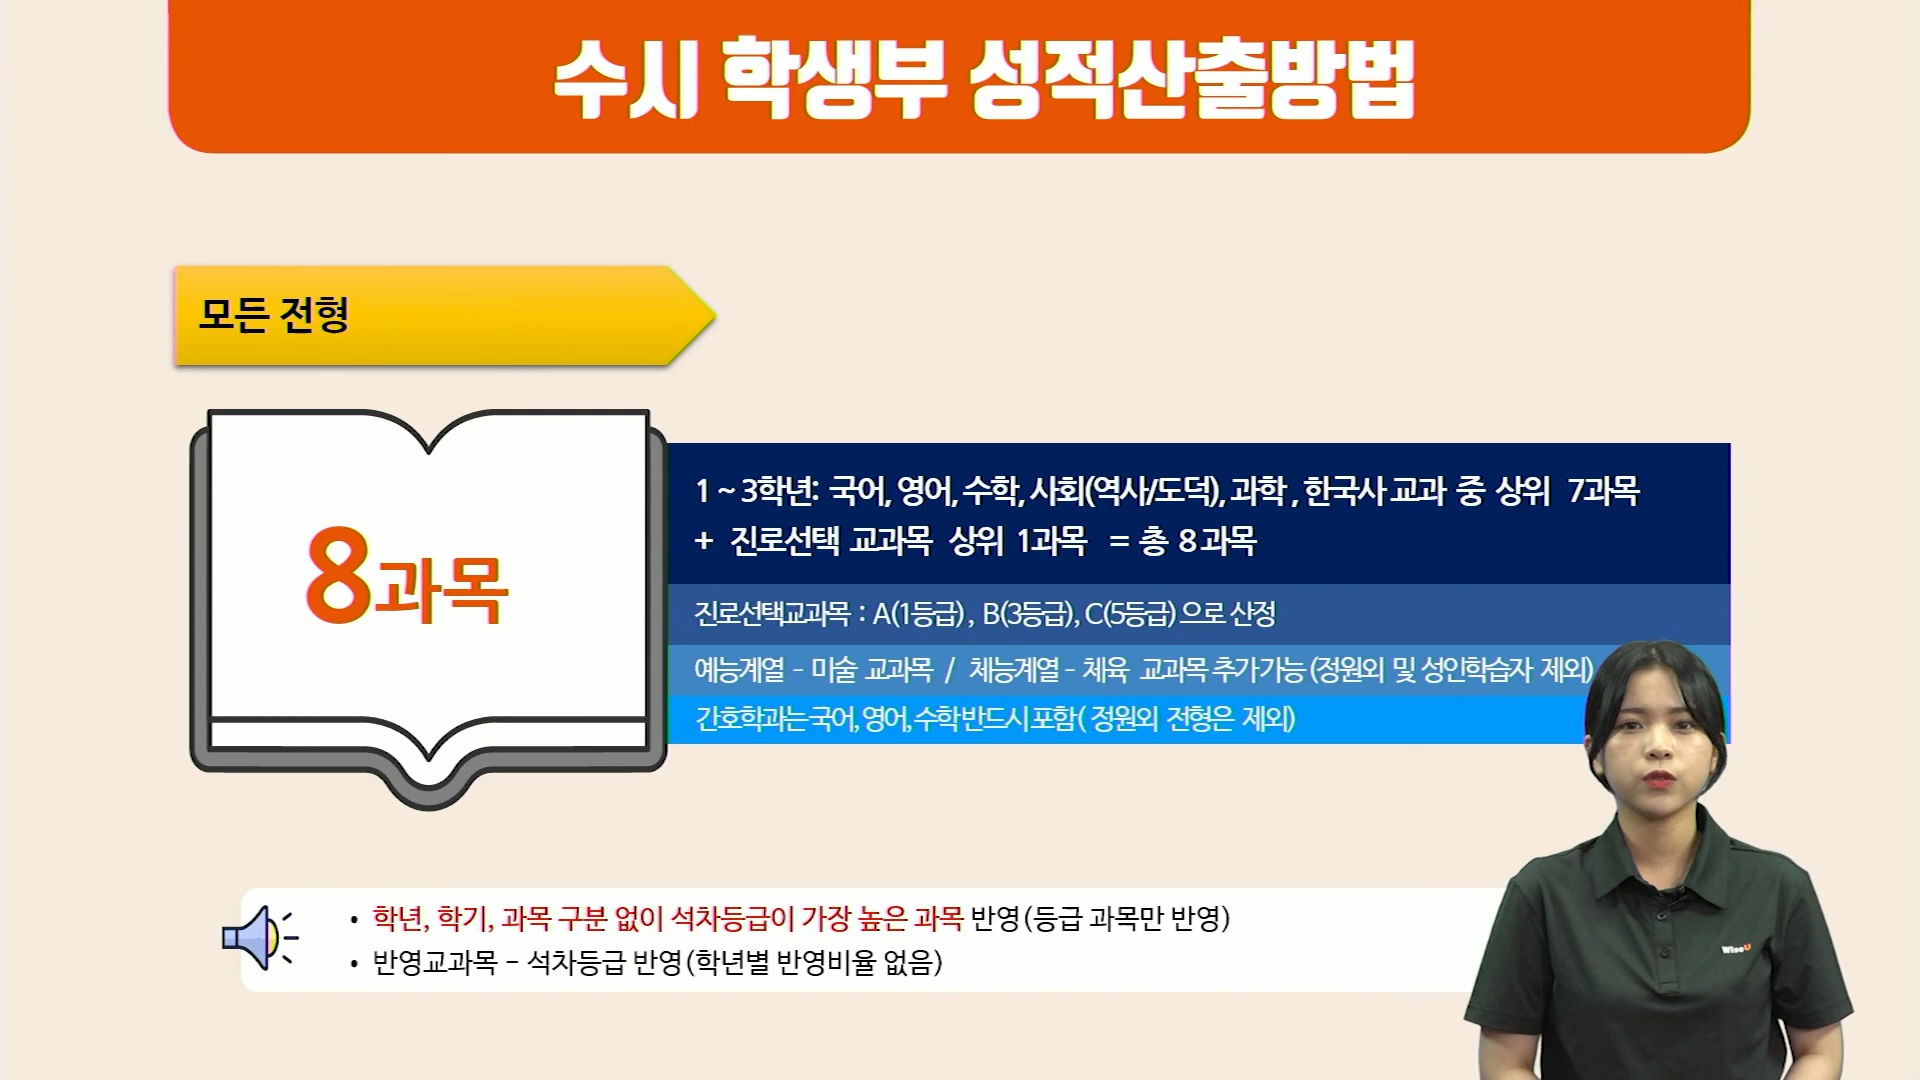 수시 학생부 성적산출방법
모든 전형
8과목
1 ~ 3학년: 국어, 영어, 수학, 사회(역사/도덕), 과학, 한국사 교과 중 상위 7과목
+ 진로선택 교과목 상위 1과목 = 총 8과목
진로선택교과목 : A(1등급), B(3등급), C(5등급)으로 산정
예능계열 - 미술 교과목 / 체능계열 - 체육 교과목 추가 가능 (정원외 및 성인학습자 제외)
간호학과는 국어, 영어, 수학 반드시 포함( 정원외 전형은 제외)
• 학년, 학기, 과목 구분 없이 석차등급이 가장 높은 과목 반영(등급 과목만 반영)
• 반영교과목 - 석차등급 반영(학년별 반영비율 없음)
WiseU